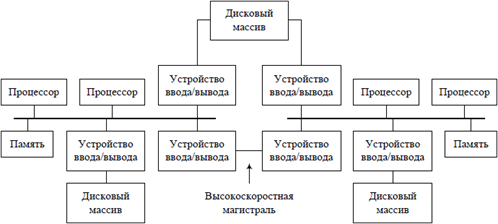 Дисковый
массив
Устройство
ввода/вывода
Устройство
ввода/вывода
Процессор
Процессор
Процессор
Процессор
Память
Устройство
ввода/вывода
Устройство
ввода/вывода
Устройство
ввода/вывода
Устройство
ввода/вывода
Память
Дисковый
массив
Высокоскоростная
магистраль
Дисковый
массив